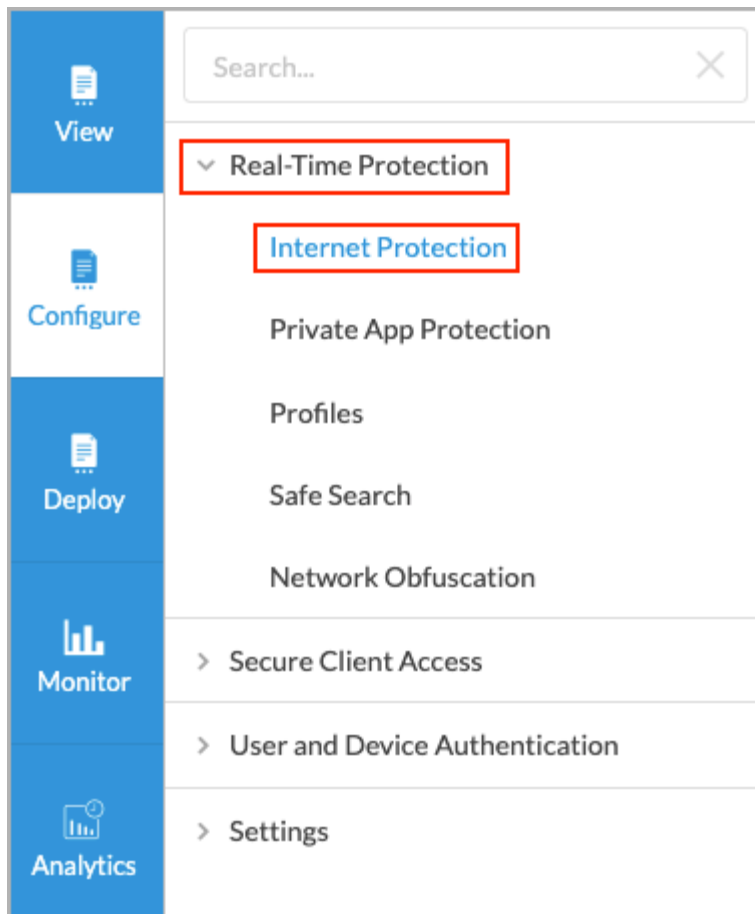 View
Configure
Deploy
Monitor
Analytics
Search...
Real-Time Protection
Internet Protection
Private App Protection
Profiles
Safe Search
Network Obfuscation
Secure Client Access
User and Device Authentication
Settings